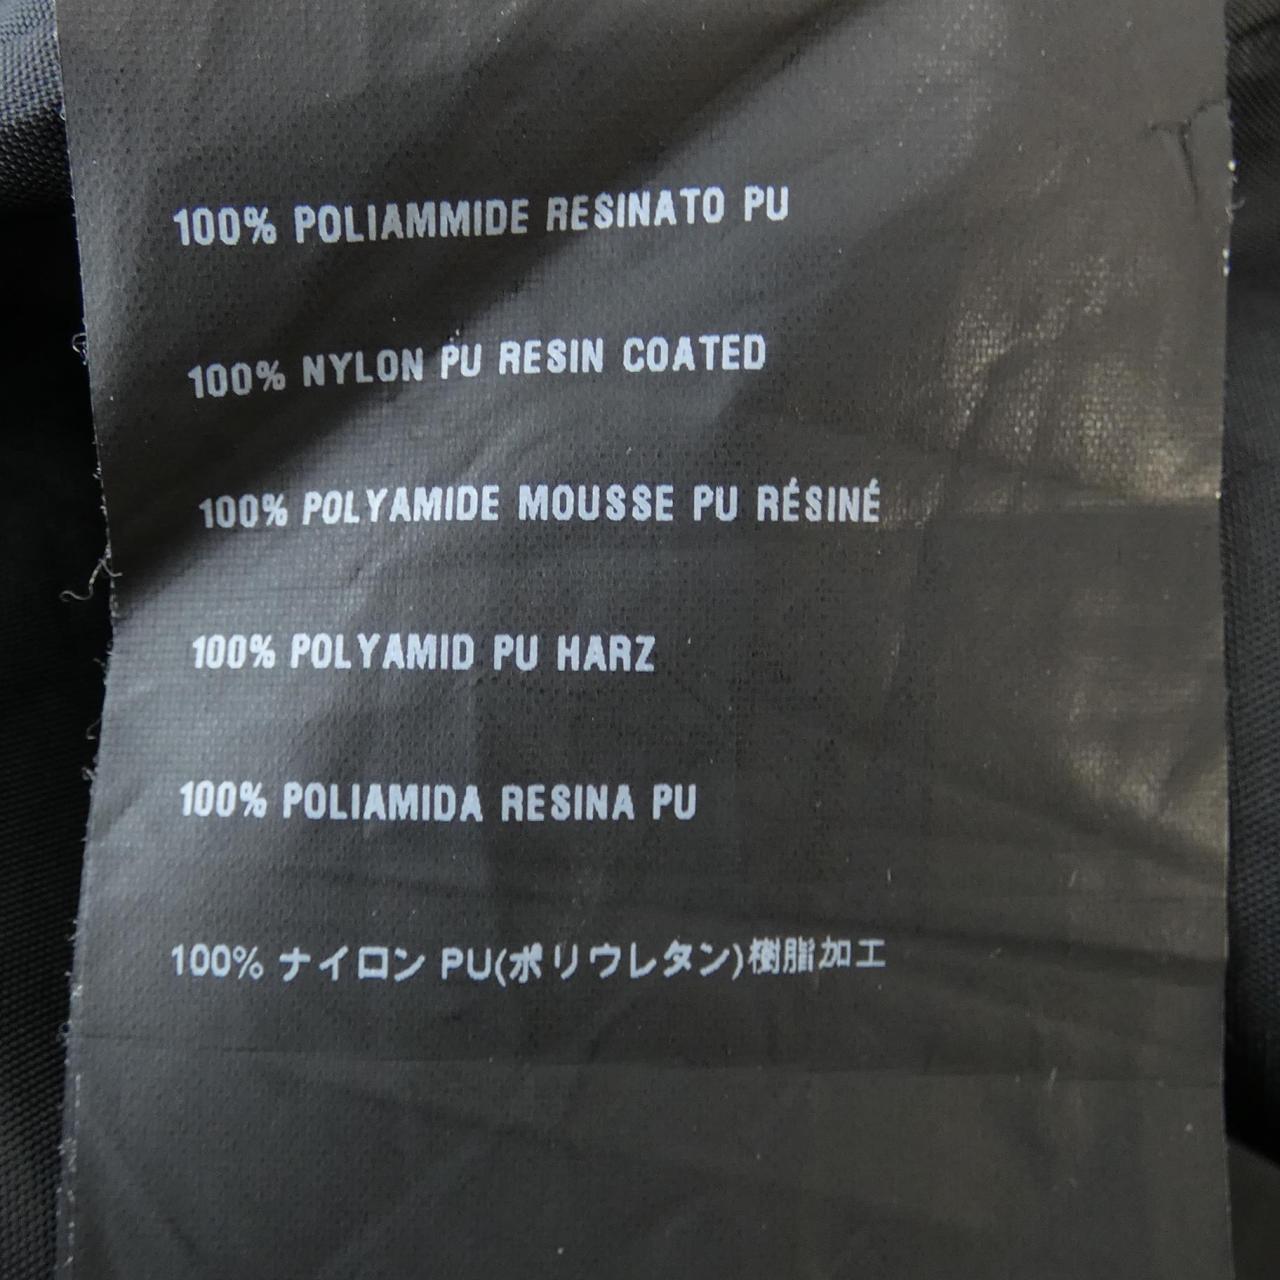 100% POLIAMMIDE RESINATO PU
100% NYLON PU RESIN COATED
100% POLYAMIDE MOUSSE PU RÉSINÉ
100% POLYAMID PU HARZ
100% POLIAMIDA RESINA PU
100% ナイロン PU(ポリウレタン)樹脂加工